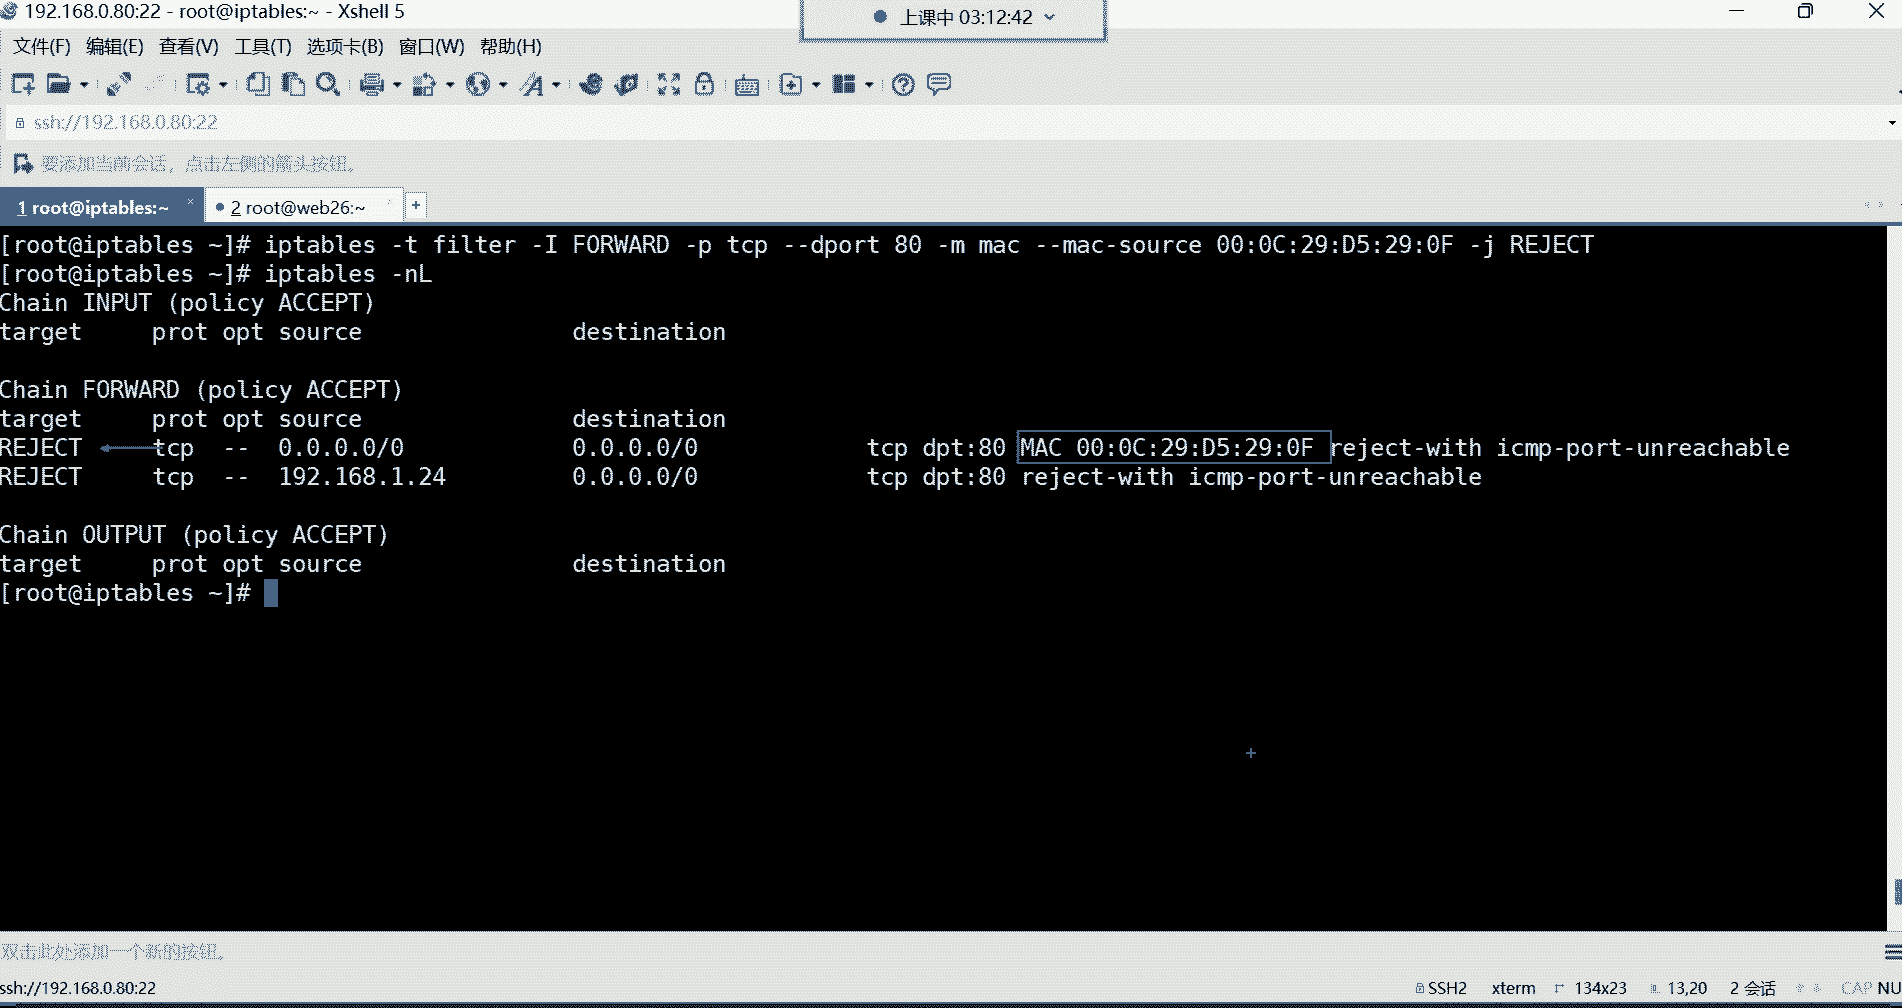 192.168.0.80:22 - root@iptables:~ - Xshell 5
上课中 03:12:42
文件(F) 编辑(E) 查看(V) 工具(T) 选项卡(B) 窗口(W) 帮助(H)
ssh://192.168.0.80:22
要添加当前会话，点击左侧的箭头按钮。
1 root@iptables:~ × 2 root@web26:~ +
[root@iptables ~]# iptables -t filter -I FORWARD -p tcp --dport 80 -m mac --mac-source 00:0C:29:D5:29:0F -j REJECT
[root@iptables ~]# iptables -nL
Chain INPUT (policy ACCEPT)
target     prot opt source               destination
Chain FORWARD (policy ACCEPT)
target     prot opt source               destination
REJECT     tcp  --  0.0.0.0/0            0.0.0.0/0            tcp dpt:80 MAC 00:0C:29:D5:29:0F reject-with icmp-port-unreachable
REJECT     tcp  --  192.168.1.24         0.0.0.0/0            tcp dpt:80 reject-with icmp-port-unreachable
Chain OUTPUT (policy ACCEPT)
target     prot opt source               destination
[root@iptables ~]#
双击此处添加一个新的按钮。
ssh://192.168.0.80:22 SSH2 xterm 134x23 13,20 2 会话 CAP NU